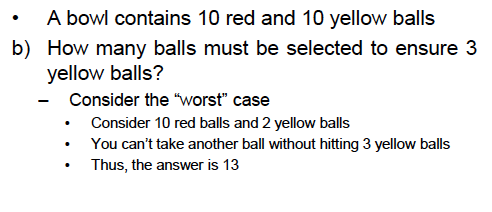 • A bowl contains 10 red and 10 yellow balls
b) How many balls must be selected to ensure 3
yellow balls?
– Consider the “worst” case
• Consider 10 red balls and 2 yellow balls
• You can’t take another ball without hitting 3 yellow balls
• Thus, the answer is 13